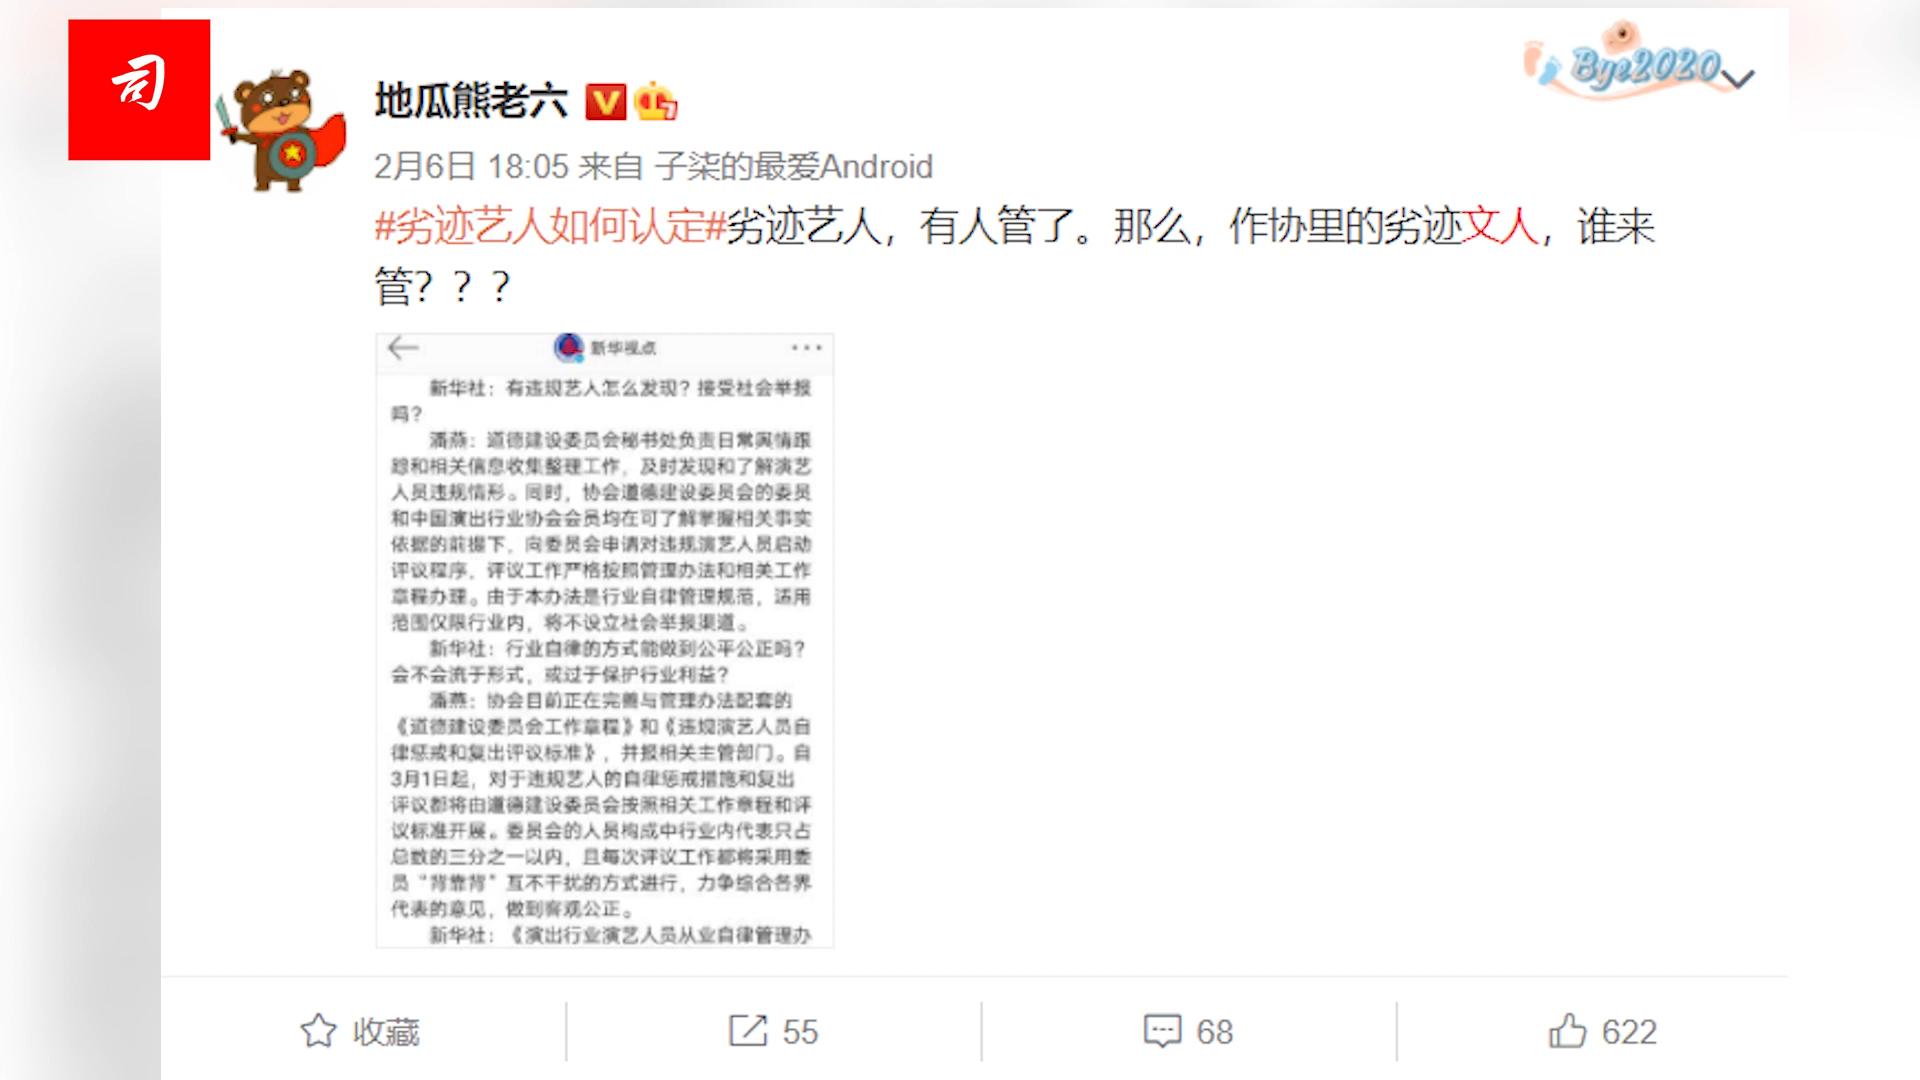 司
Bye2020
地瓜熊老六
2月6日 18:05 来自 子柒的最爱Android
#劣迹艺人如何认定#劣迹艺人，有人管了。那么，作协里的劣迹文人，谁来
管？？？
新华视点
新华社：有违规艺人怎么发现？接受社会举报
吗？
潘燕：道德建设委员会秘书处负责日常舆情跟
踪和相关信息收集整理工作，及时发现和了解演艺
人员违规情形。同时，协会道德建设委员会的委员
和中国演出行业协会会员均在可了解掌握相关事实
依据的前提下，向委员会申请对违规演艺人员启动
评议程序，评议工作严格按照管理办法和相关工作
章程办理。由于本办法是行业自律管理规范，适用
范围仅限行业内，将不设立社会举报渠道。
新华社：行业自律的方式能做到公平公正吗？
会不会流于形式，或过于保护行业利益？
潘燕：协会目前正在完善与管理办法配套的
《道德建设委员会工作章程》和《违规演艺人员自
律惩戒和复出评议标准》，并报相关主管部门。自
3月1日起，对于违规艺人的自律惩戒措施和复出
评议都将由道德建设委员会按照相关工作章程和评
议标准开展。委员会的人员构成中行业内代表只占
总数的三分之一以内，且每次评议工作都将采用委
员“背靠背”互不干扰的方式进行，力争综合各界
代表的意见，做到客观公正。
新华社：《演出行业演艺人员从业自律管理办
收藏
55
68
622